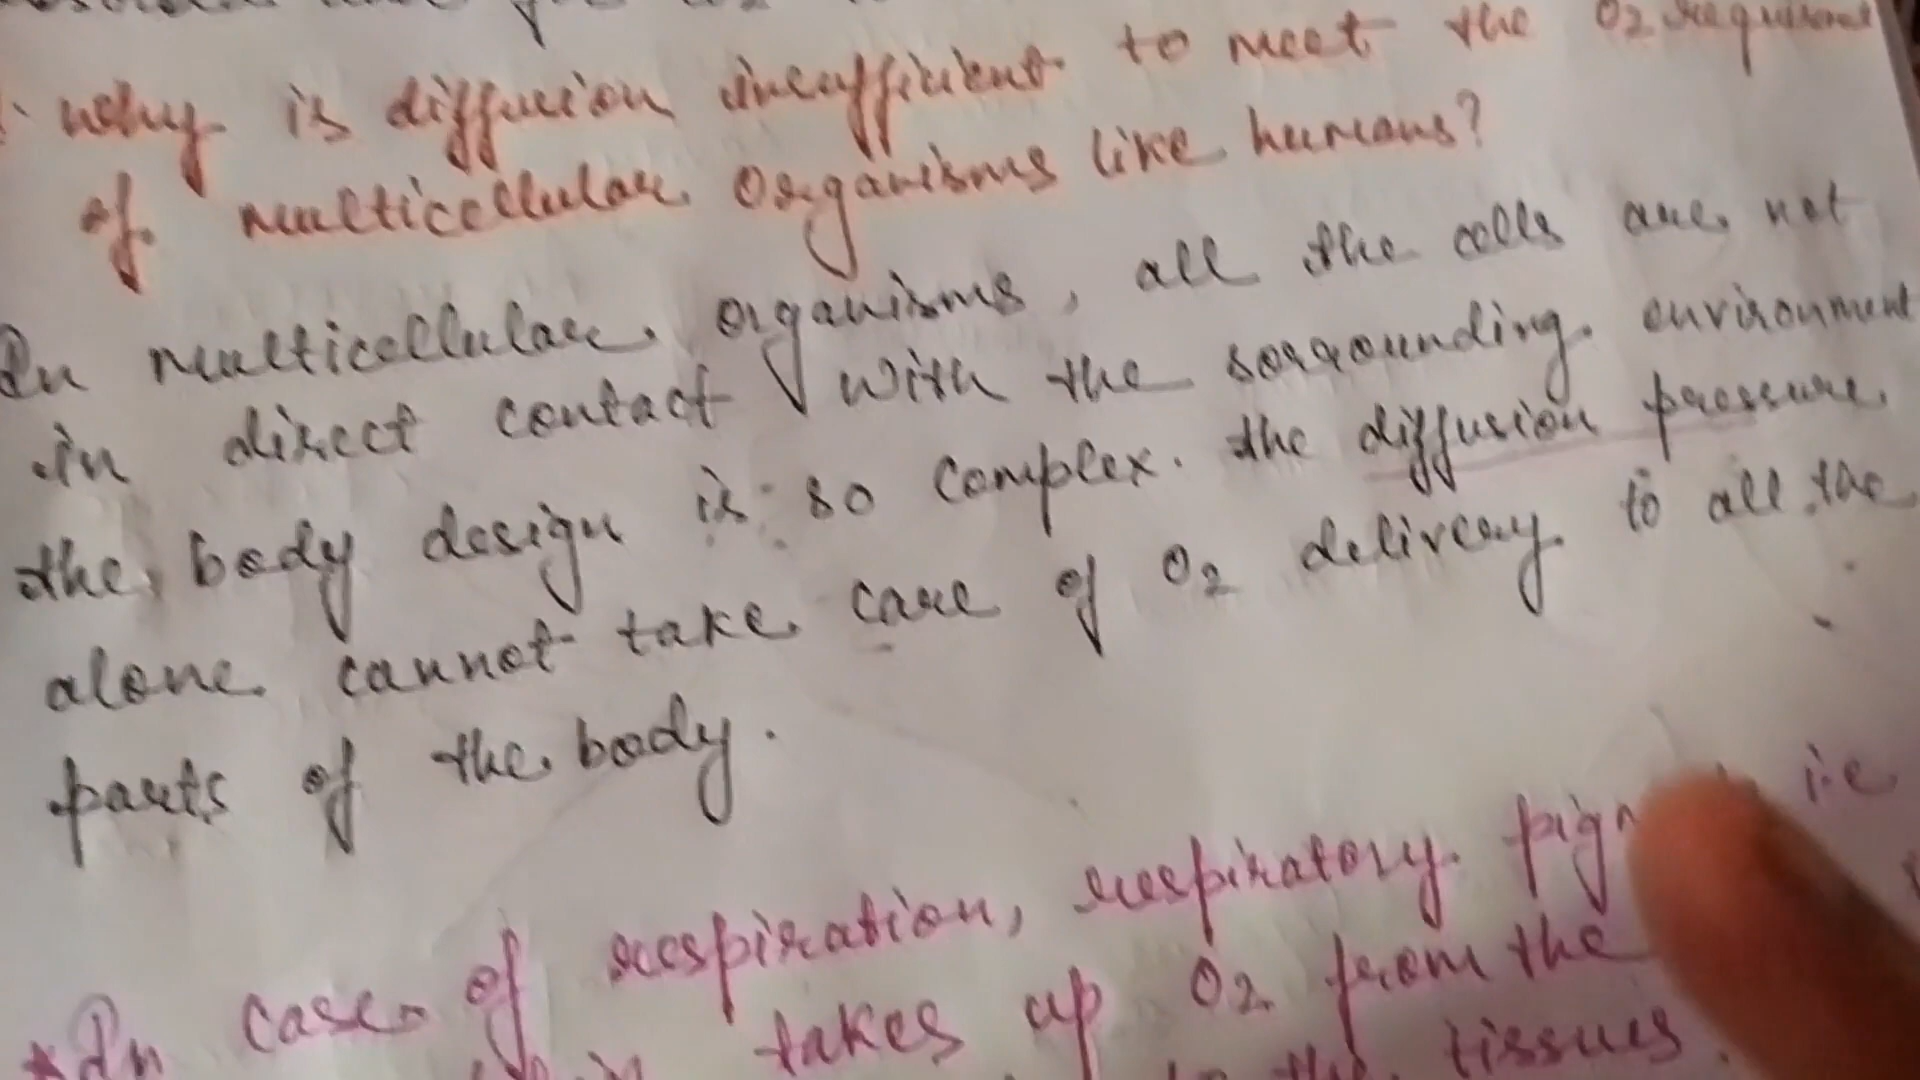 why is diffusion insufficient to meet the O2
of multicellular organisms like humans?
In multicellular organisms, all the cells are not
in direct contact with the sorrounding environment
the body design is so complex. the diffusion pressure
alone cannot take care of O2 delivery to all the
parts of the body.
*In case of respiration, respiratory i.e
takes up O2 from the
to the tissues.